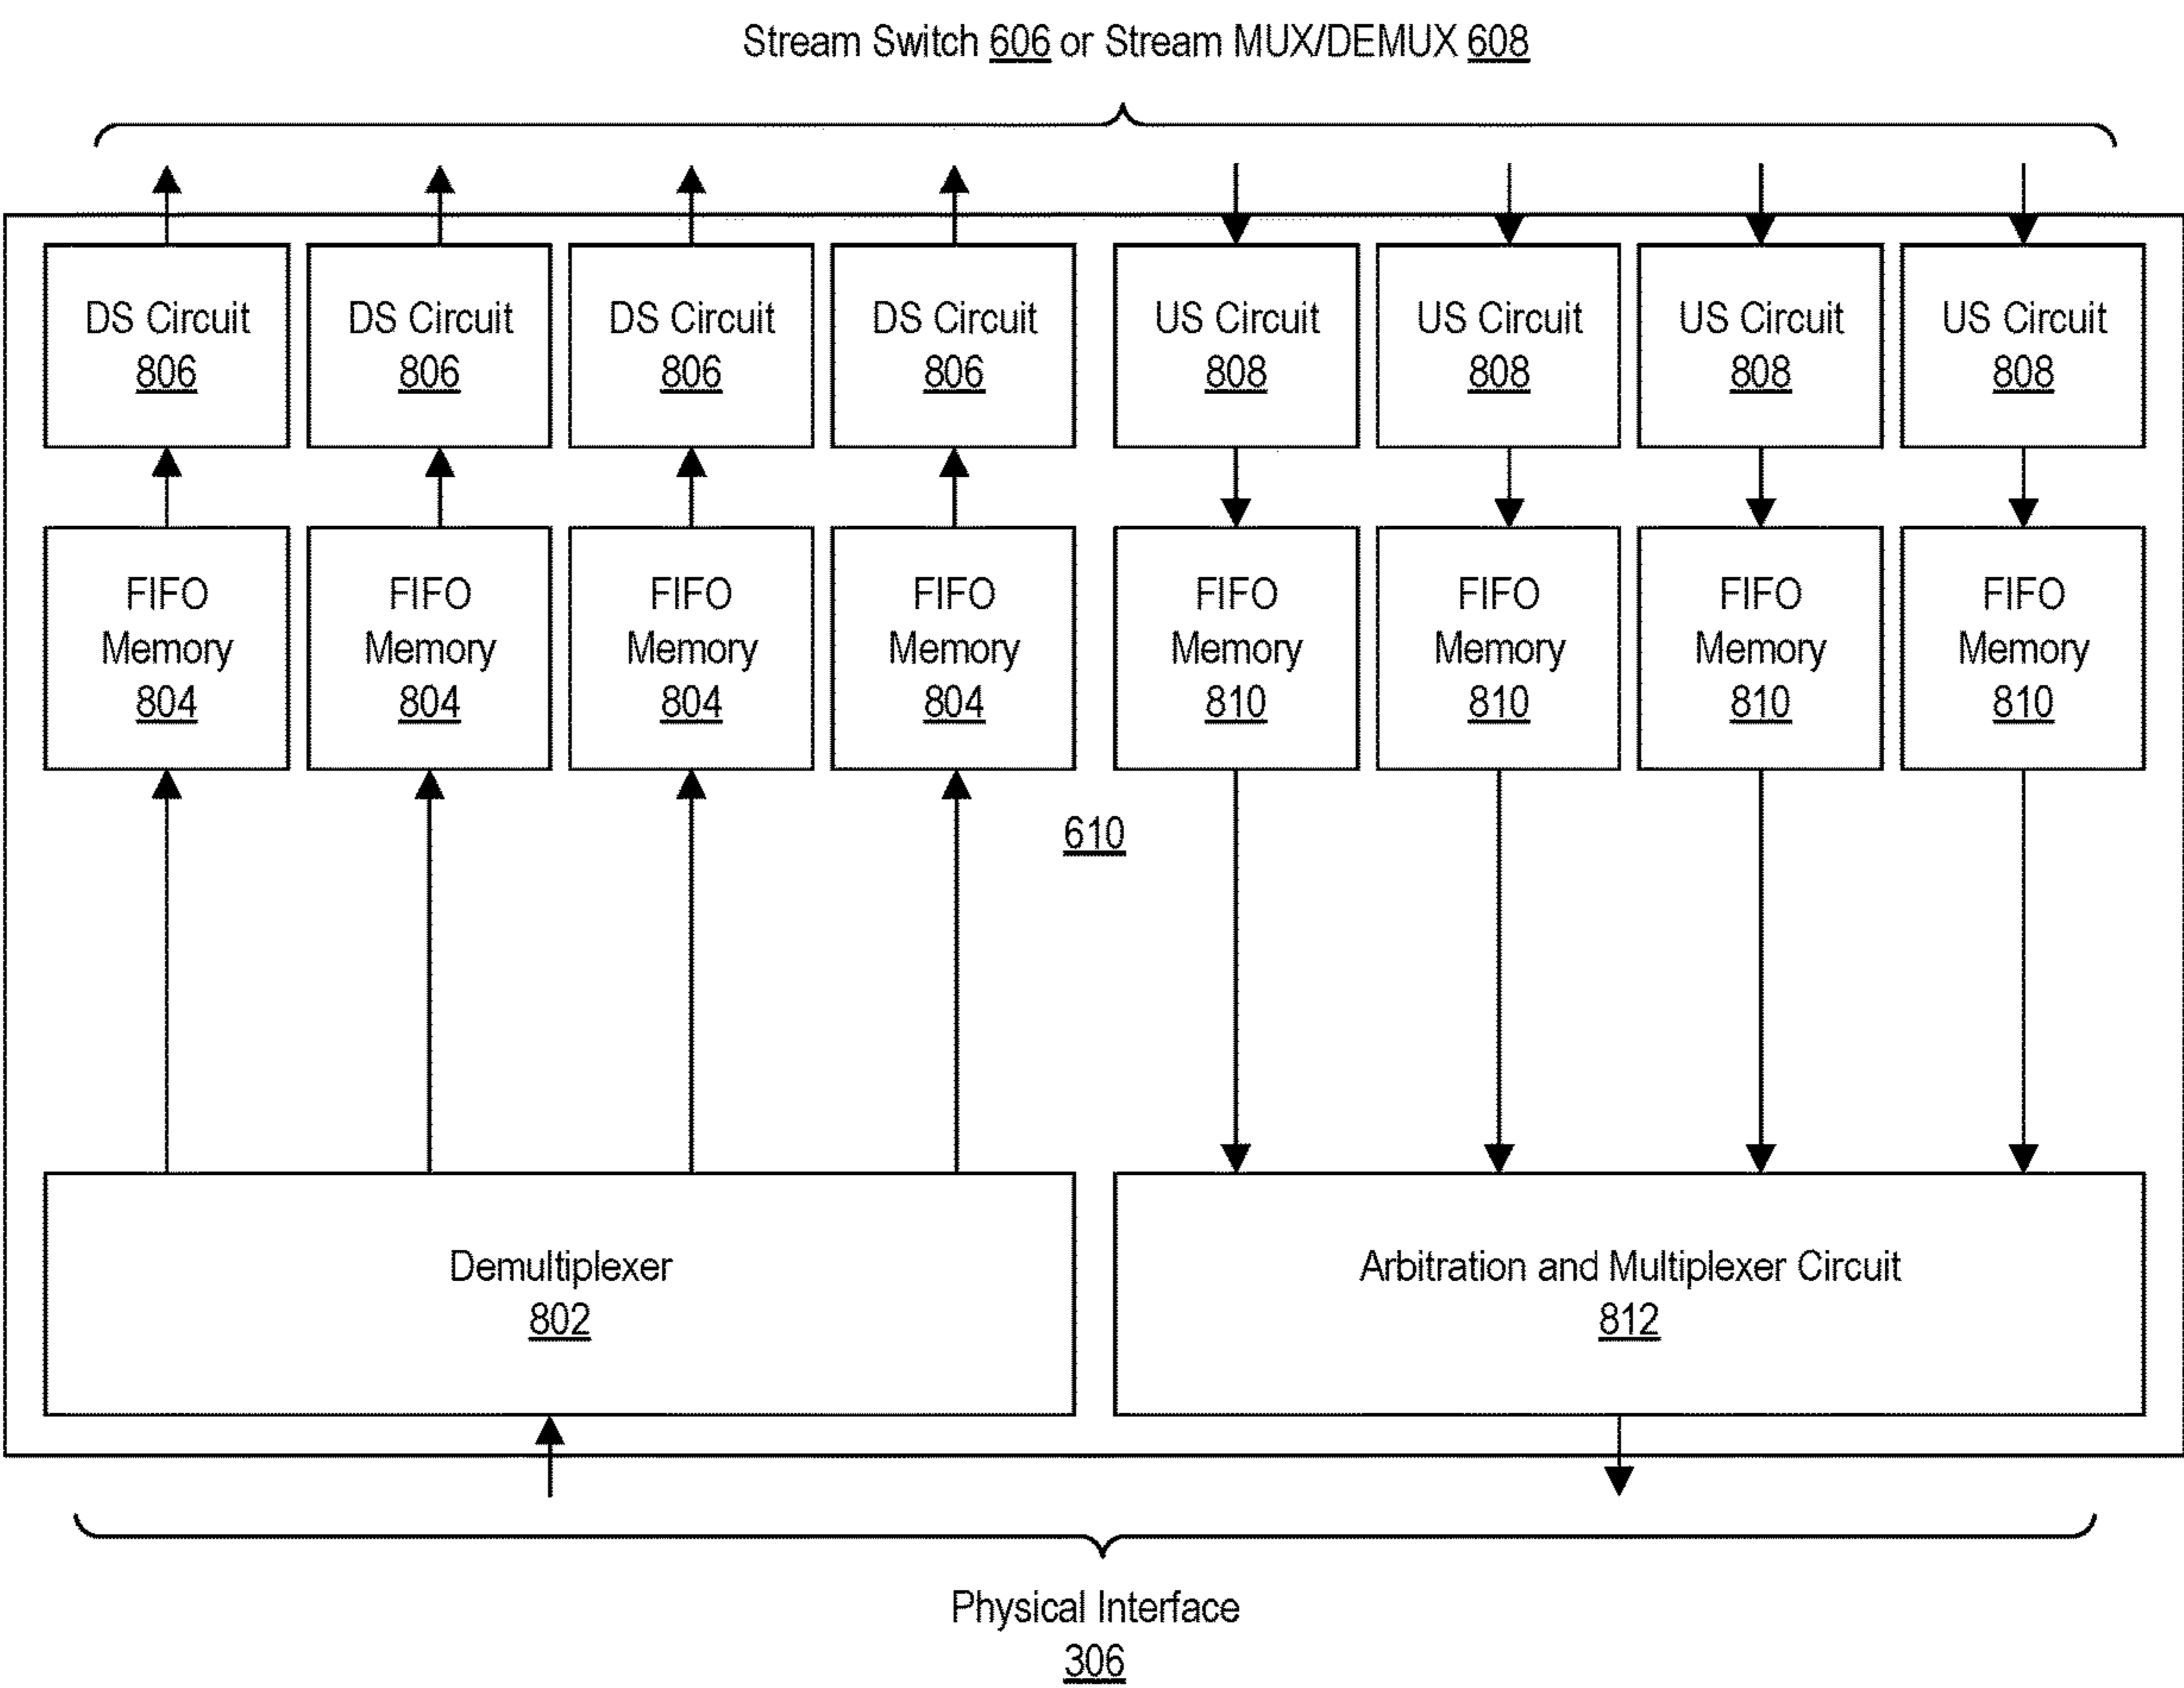 Stream Switch 606 or Stream MUX/DEMUX 608
DS Circuit
806
DS Circuit
806
DS Circuit
806
DS Circuit
806
US Circuit
808
US Circuit
808
US Circuit
808
US Circuit
808
FIFO
Memory
804
FIFO
Memory
804
FIFO
Memory
804
FIFO
Memory
804
FIFO
Memory
810
FIFO
Memory
810
FIFO
Memory
810
FIFO
Memory
810
610
Demultiplexer
802
Arbitration and Multiplexer Circuit
812
Physical Interface
306